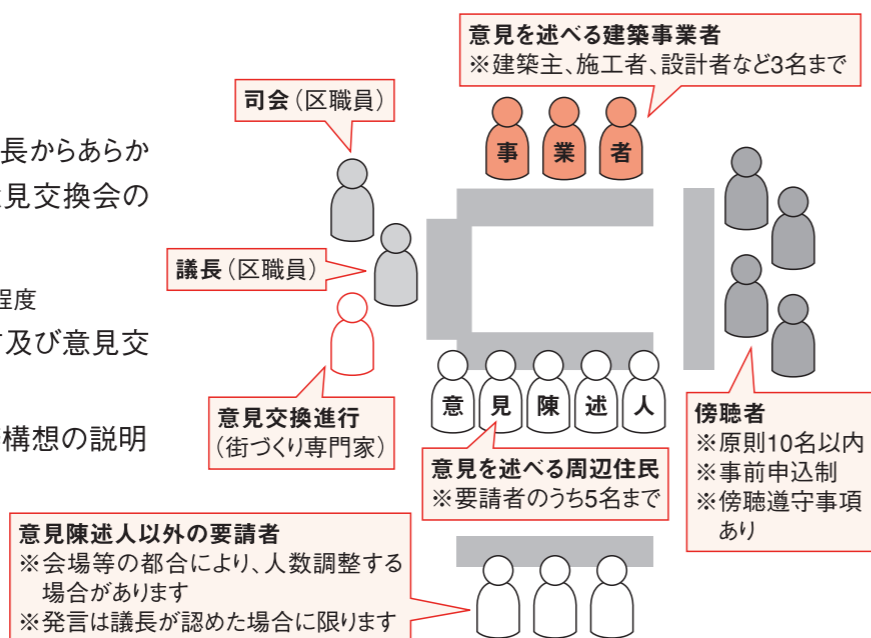 長からあらか
見交換会の
程度
及び意見交
構想の説明
意見を述べる建築事業者
※建築主、施工者、設計者など3名まで
司会（区職員）
事業者
議長（区職員）
意見交換進行
（街づくり専門家）
意見陳述人
意見を述べる周辺住民
※要請者のうち5名まで
傍聴者
※原則10名以内
※事前申込制
※傍聴遵守事項
あり
意見陳述人以外の要請者
※会場等の都合により、人数調整する
場合があります
※発言は議長が認めた場合に限ります